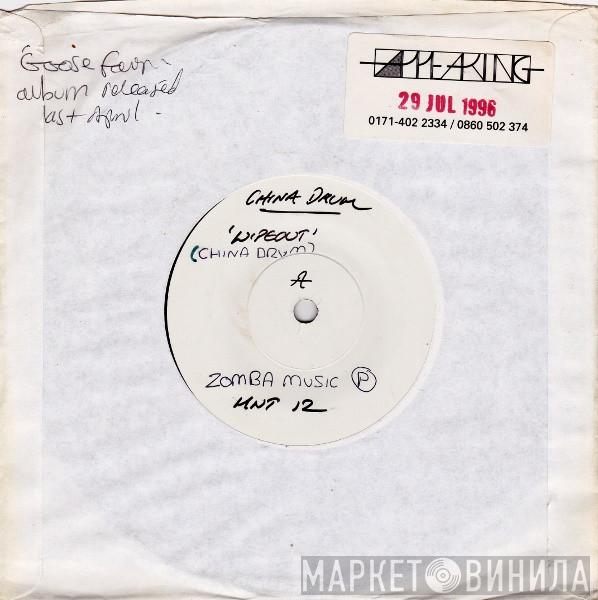 Goose Fair -
album released
last April -
APPEARING
29 JUL 1996
0171-402 2334 / 0860 502 374
CHINA DRUM
'WIPEOUT'
(CHINA DRUM)
A
ZOMBA MUSIC Ⓟ
MNT 12
МАРКЕТ ВИНИЛА